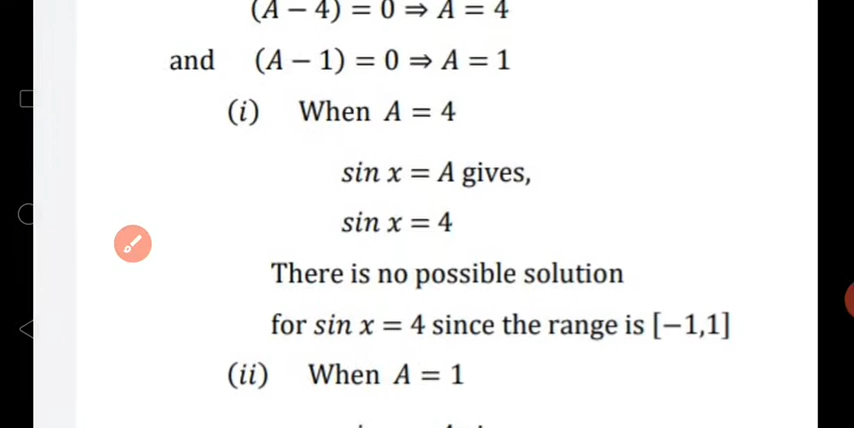 (A − 4) = 0 ⇒ A = 4
and (A − 1) = 0 ⇒ A = 1
(i) When A = 4
sin x = A gives,
sin x = 4
There is no possible solution
for sin x = 4 since the range is [−1,1]
(ii) When A = 1